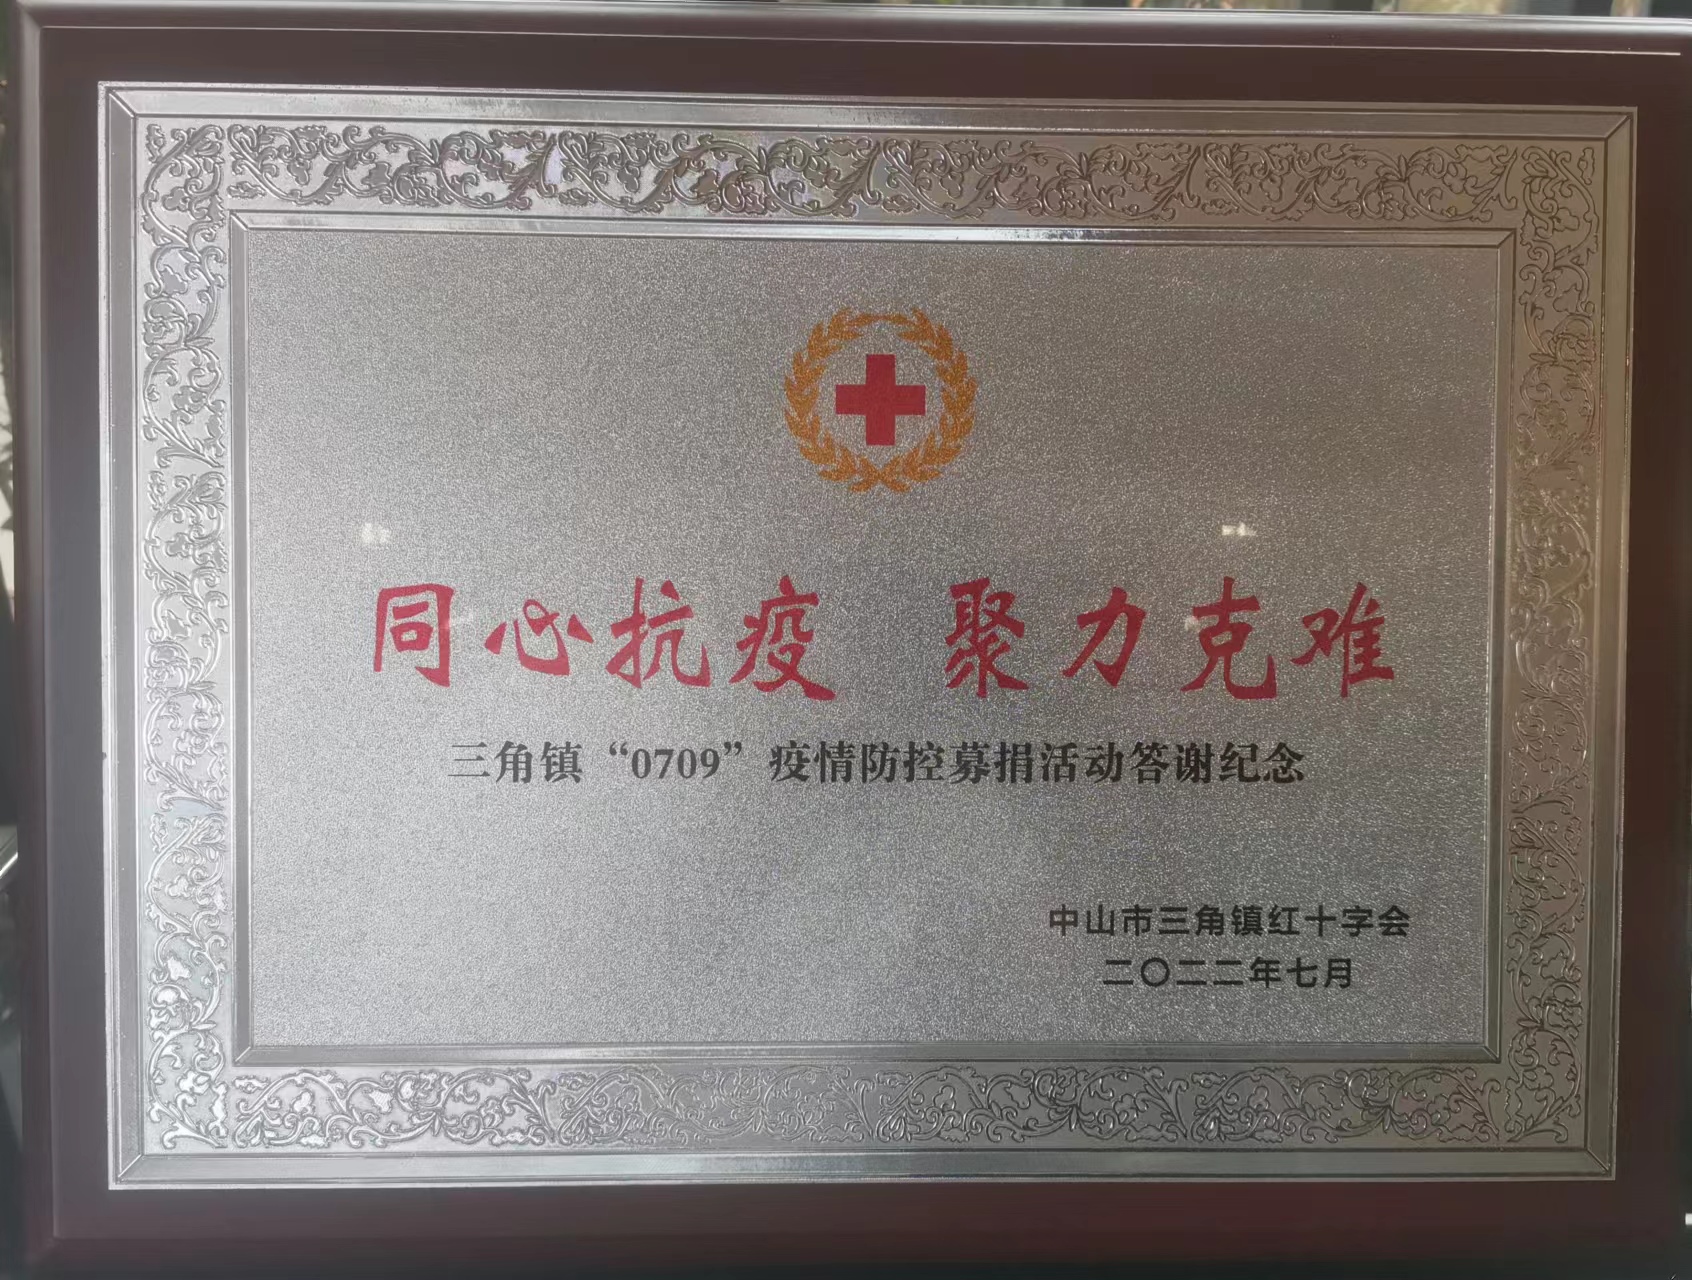 同心抗疫 聚力克难
三角镇“0709”疫情防控募捐活动答谢纪念
中山市三角镇红十字会
二〇二二年七月